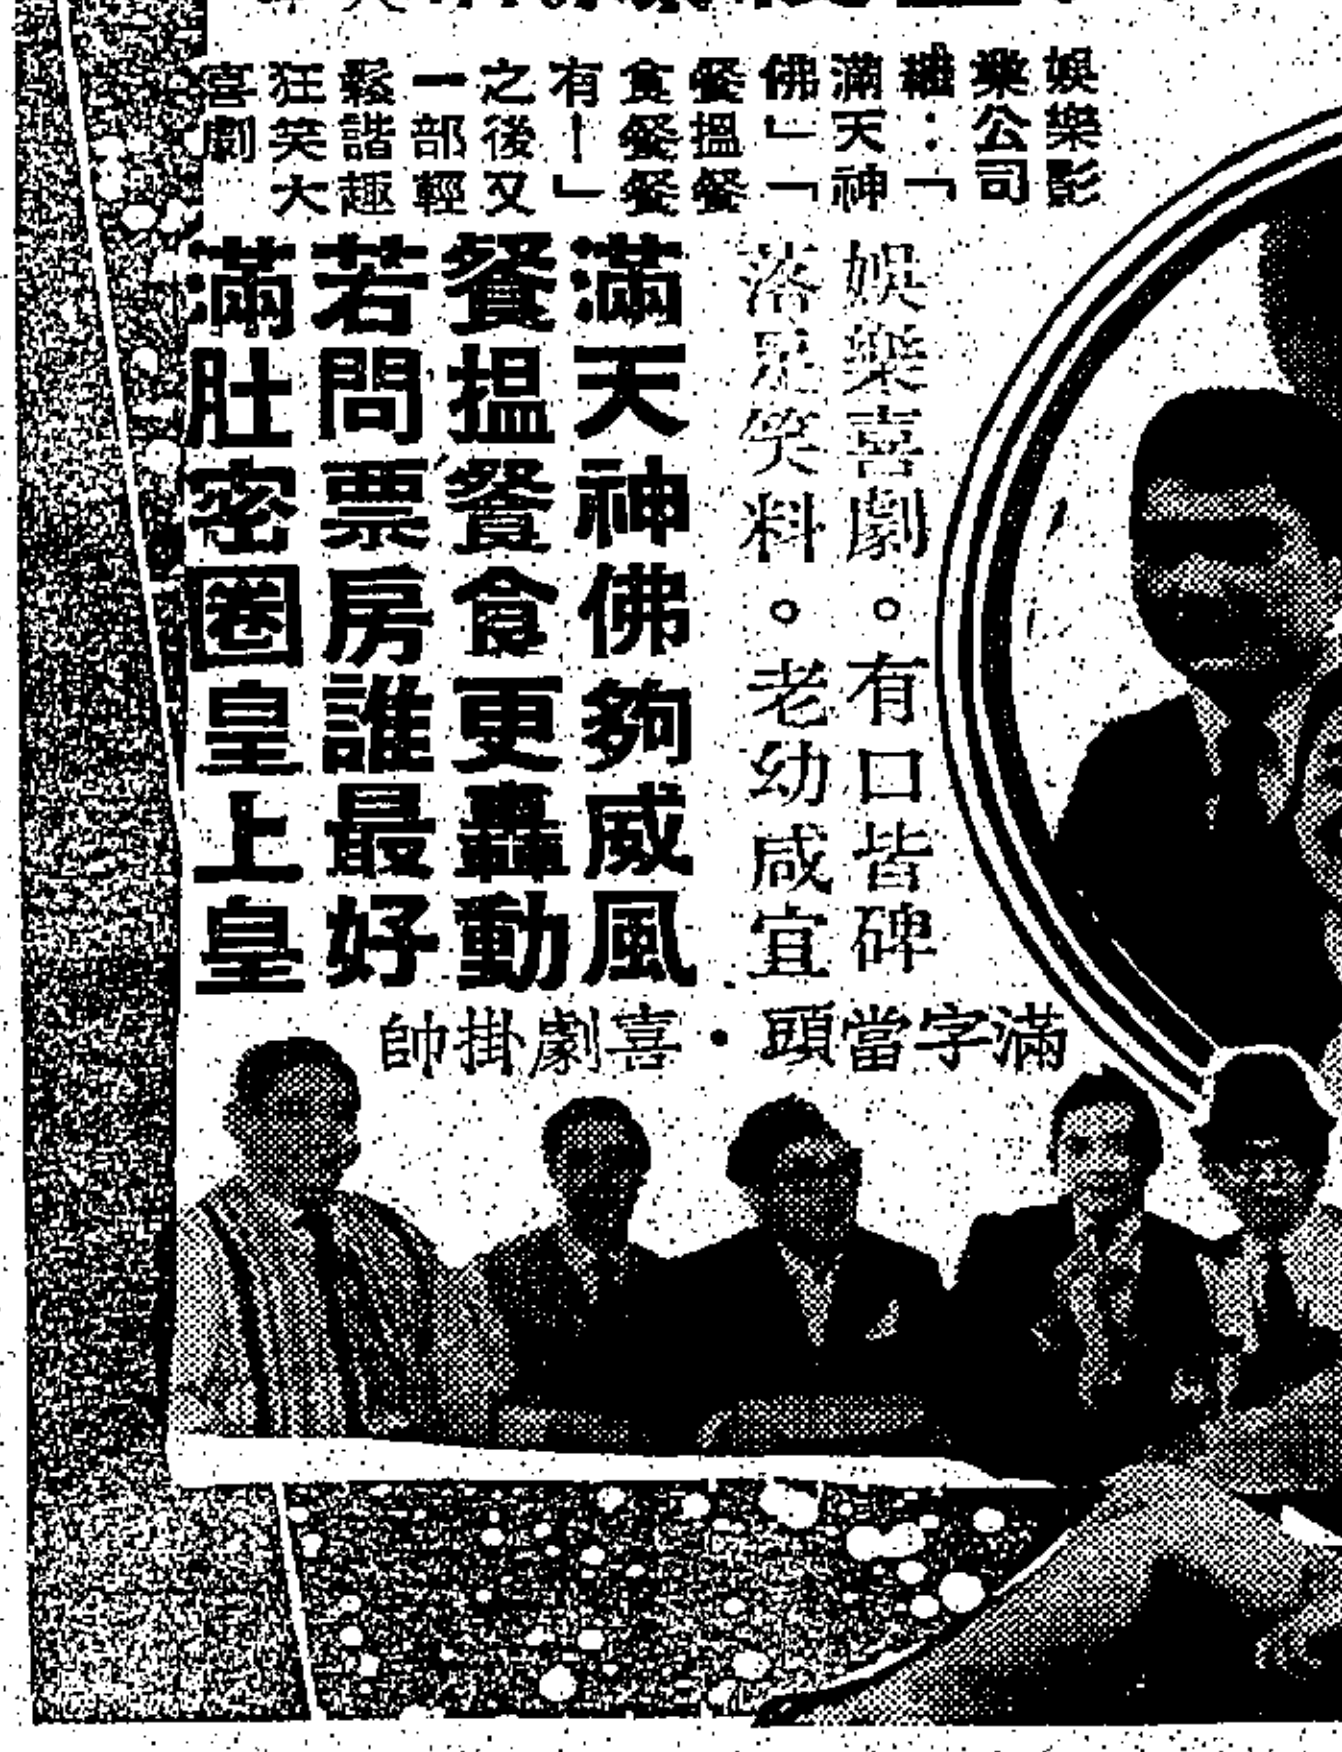 娛樂影
業公司
繼：「
滿天神
佛」「
餐搵餐
食餐餐
有！」
之後又
一部輕
鬆諧趣
狂笑大
喜劇
娛樂喜劇。有口皆碑
落足笑料。老幼咸宜
滿天神佛夠威風
餐搵餐食更轟動
若問票房誰最好
滿肚密圈皇上皇
滿字當頭・喜劇掛帥